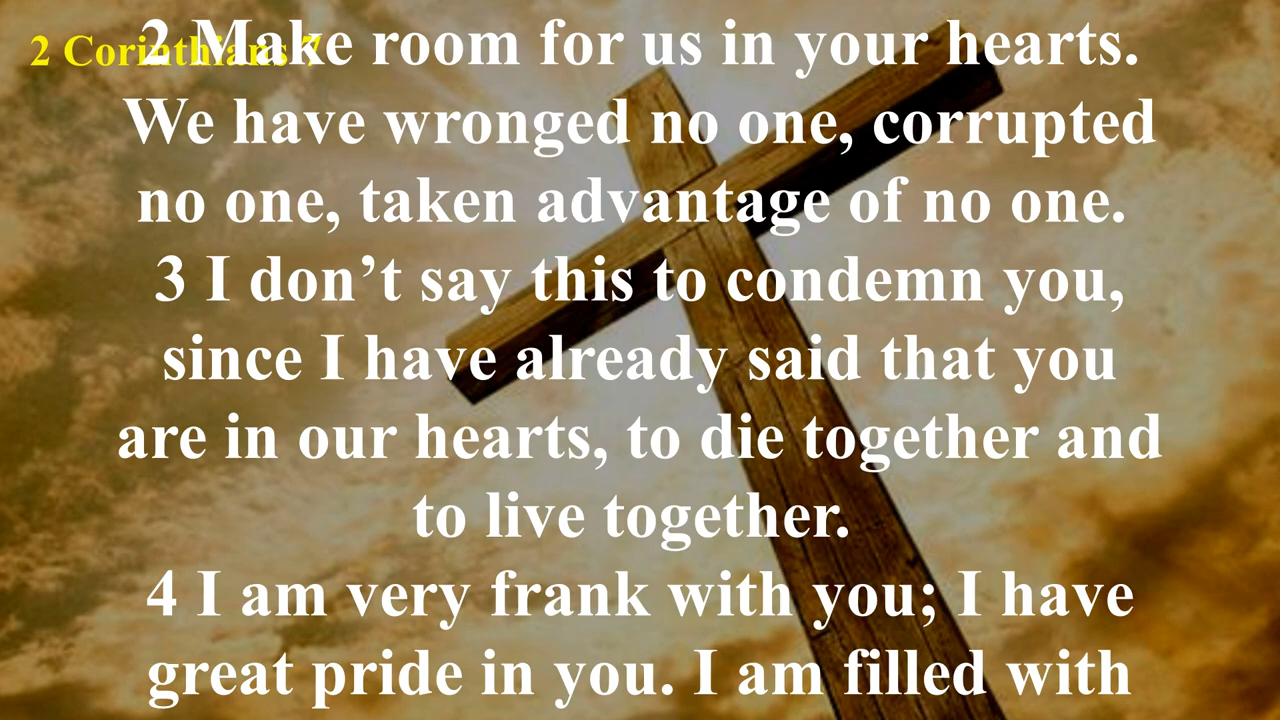 2 Corinthians 7
2 Make room for us in your hearts.
We have wronged no one, corrupted
no one, taken advantage of no one.
3 I don’t say this to condemn you,
since I have already said that you
are in our hearts, to die together and
to live together.
4 I am very frank with you; I have
great pride in you. I am filled with